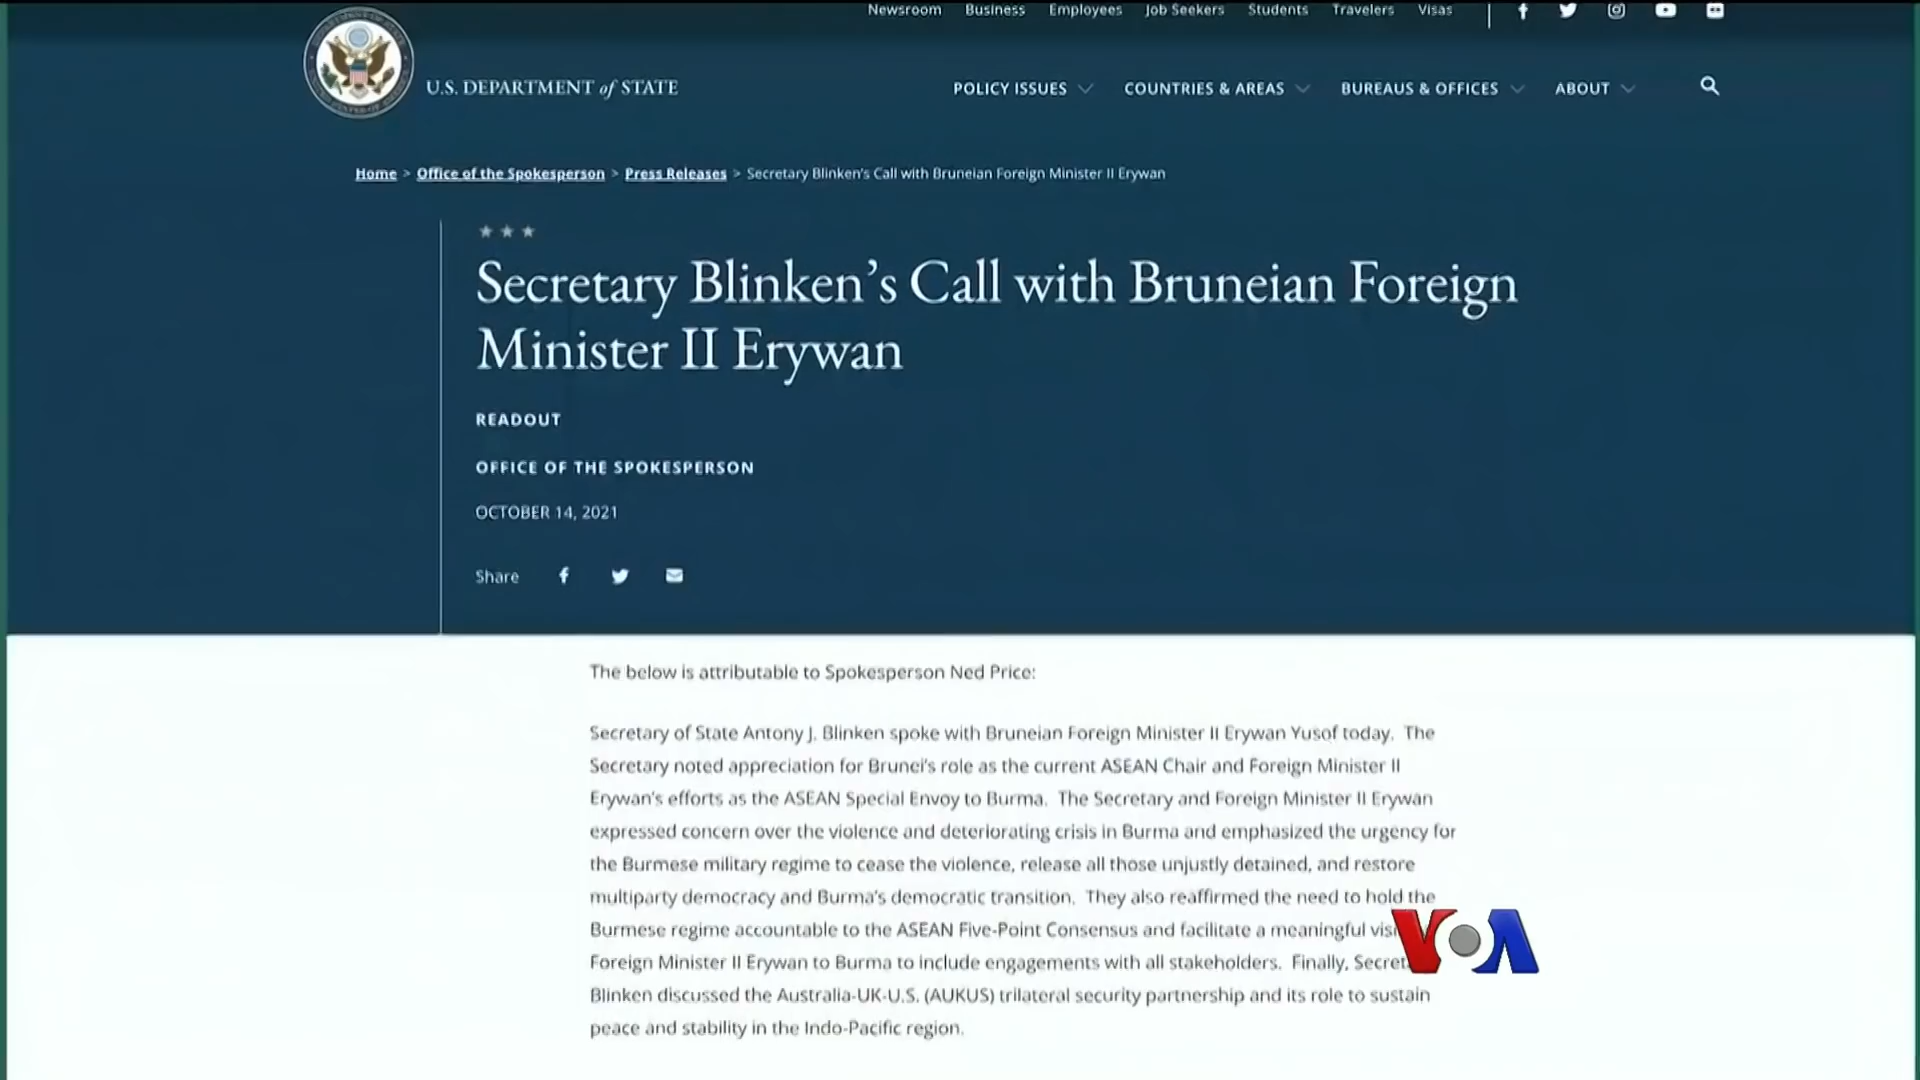 Newsroom Business Employees Job Seekers Students Travelers Visas
U.S. DEPARTMENT of STATE
POLICY ISSUES COUNTRIES & AREAS BUREAUS & OFFICES ABOUT
Home > Office of the Spokesperson > Press Releases > Secretary Blinken's Call with Bruneian Foreign Minister II Erywan
Secretary Blinken's Call with Bruneian Foreign
Minister II Erywan
READOUT
OFFICE OF THE SPOKESPERSON
OCTOBER 14, 2021
Share
The below is attributable to Spokesperson Ned Price:
Secretary of State Antony J. Blinken spoke with Bruneian Foreign Minister II Erywan Yusof today. The
Secretary noted appreciation for Brunei's role as the current ASEAN Chair and Foreign Minister II
Erywan's efforts as the ASEAN Special Envoy to Burma. The Secretary and Foreign Minister II Erywan
expressed concern over the violence and deteriorating crisis in Burma and emphasized the urgency for
the Burmese military regime to cease the violence, release all those unjustly detained, and restore
multiparty democracy and Burma's democratic transition. They also reaffirmed the need to hold the
Burmese regime accountable to the ASEAN Five-Point Consensus and facilitate a meaningful
Foreign Minister II Erywan to Burma to include engagements with all stakeholders. Finally,
Blinken discussed the Australia-UK-U.S. (AUKUS) trilateral security partnership and its role to sustain
peace and stability in the Indo-Pacific region.
VOA